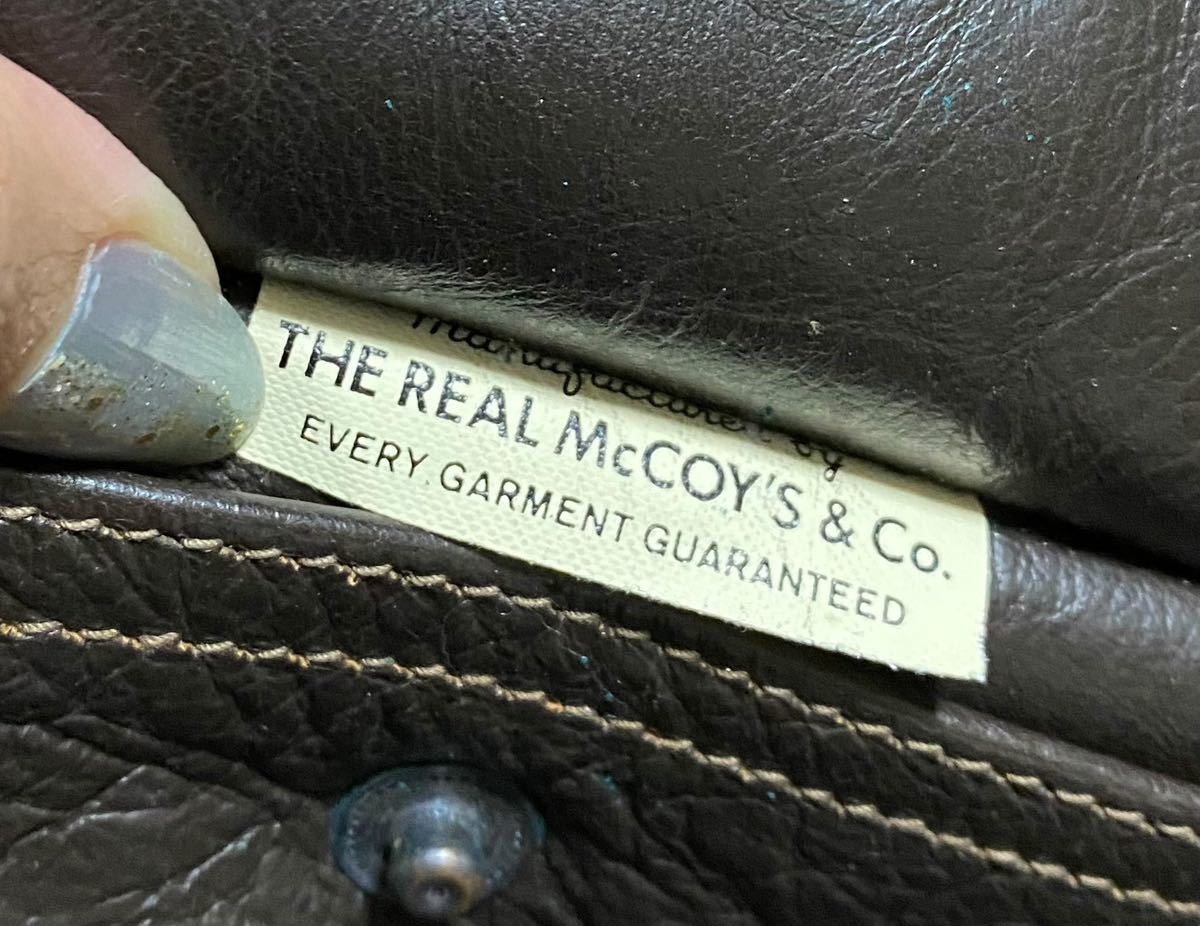 manufactured by
THE REAL McCOY'S & Co.
EVERY GARMENT GUARANTEED